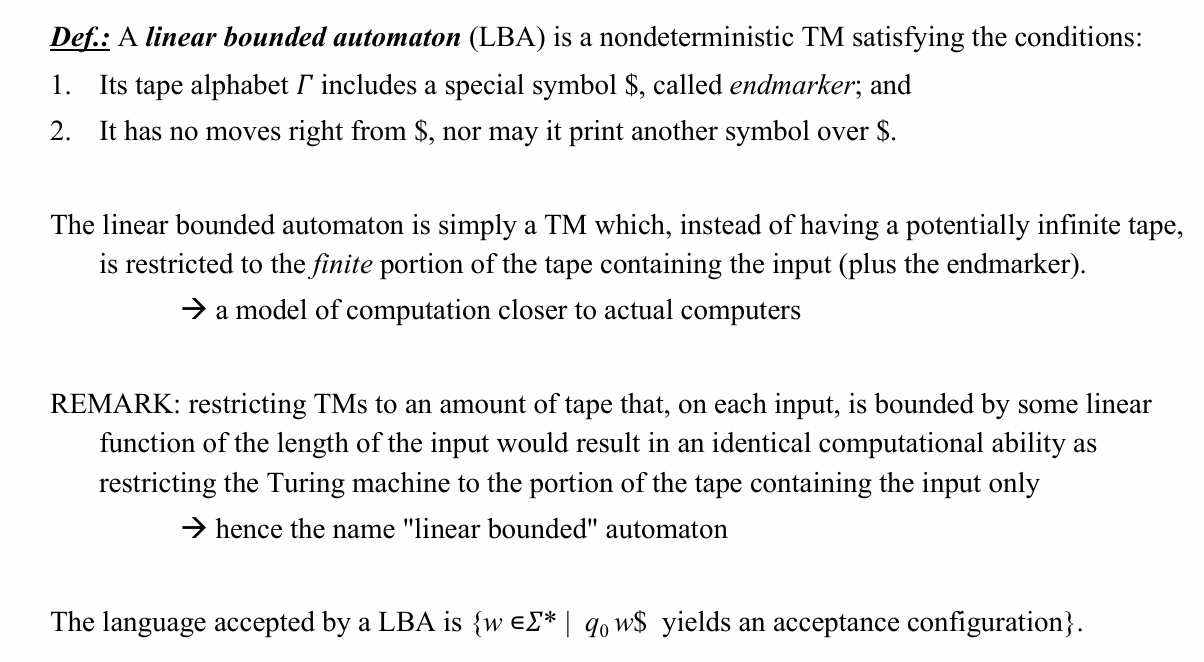 Def.: A linear bounded automaton (LBA) is a nondeterministic TM satisfying the conditions:
1. Its tape alphabet Γ includes a special symbol $, called endmarker; and
2. It has no moves right from $, nor may it print another symbol over $.
The linear bounded automaton is simply a TM which, instead of having a potentially infinite tape,
is restricted to the finite portion of the tape containing the input (plus the endmarker).
→ a model of computation closer to actual computers
REMARK: restricting TMs to an amount of tape that, on each input, is bounded by some linear
function of the length of the input would result in an identical computational ability as
restricting the Turing machine to the portion of the tape containing the input only
→ hence the name "linear bounded" automaton
The language accepted by a LBA is {w ∈Σ* | q₀ w$ yields an acceptance configuration}.